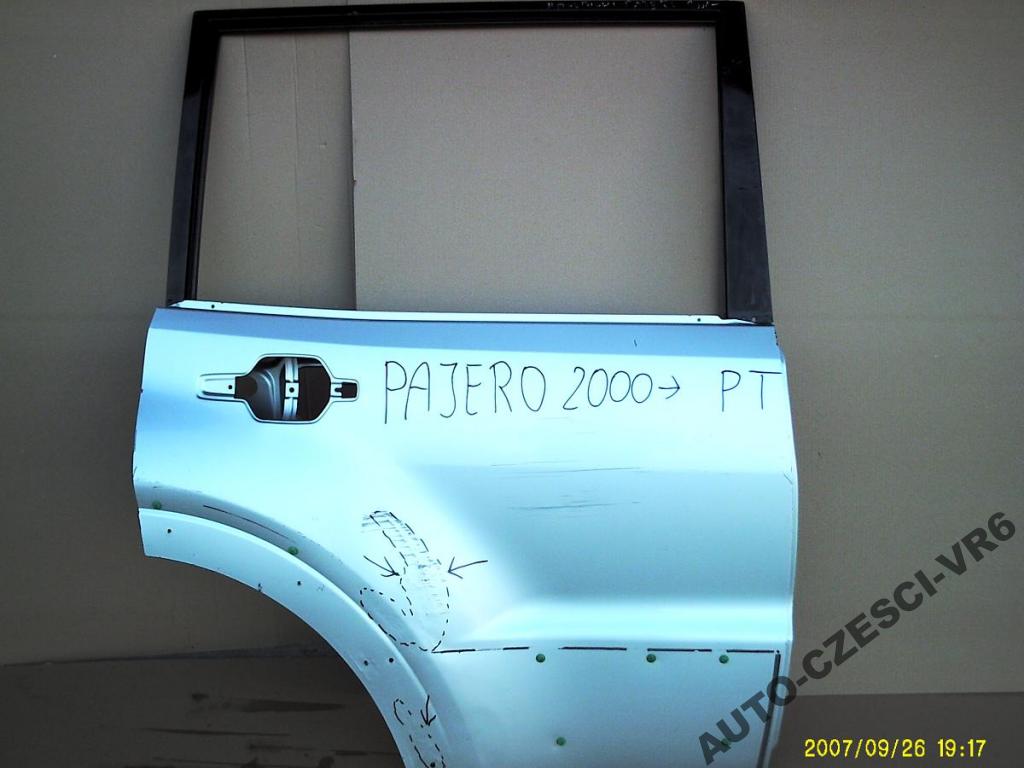 PAJERO 2000→ PT
AUTO-CZESCI-VR6
2007/09/26 19:17